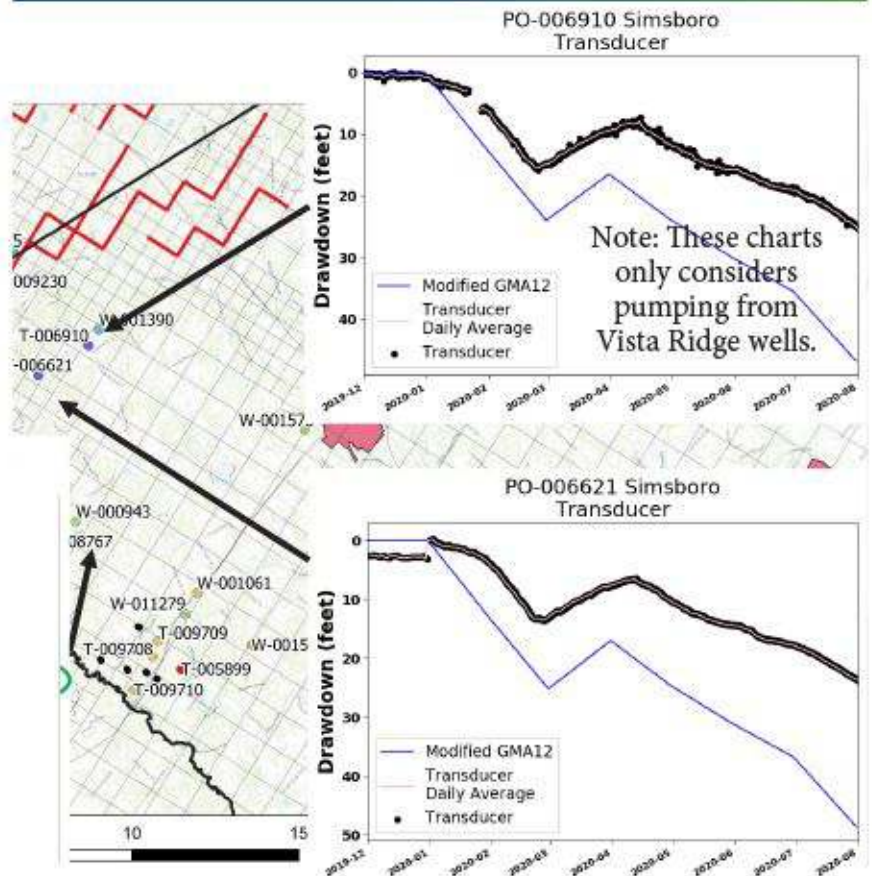 PO-006910 Simsboro
Transducer
0
10
20
30
40
Drawdown (feet)
Note: These charts
only considers
pumping from
Vista Ridge wells.
Modified GMA12
Transducer
Daily Average
Transducer
2019-12
2020-01
2020-02
2020-03
2020-04
2020-05
2020-06
2020-07
2020-08
5
009230
T-006910
-006621
W-001575
W-000943
08767
W-001061
W-011279
T-009709
T-009708
W-0015
T-005899
T-009710
10
15
PO-006621 Simsboro
Transducer
0
10
20
30
40
50
Drawdown (feet)
Modified GMA12
Transducer
Daily Average
Transducer
2019-12
2020-01
2020-02
2020-03
2020-04
2020-05
2020-06
2020-07
2020-08